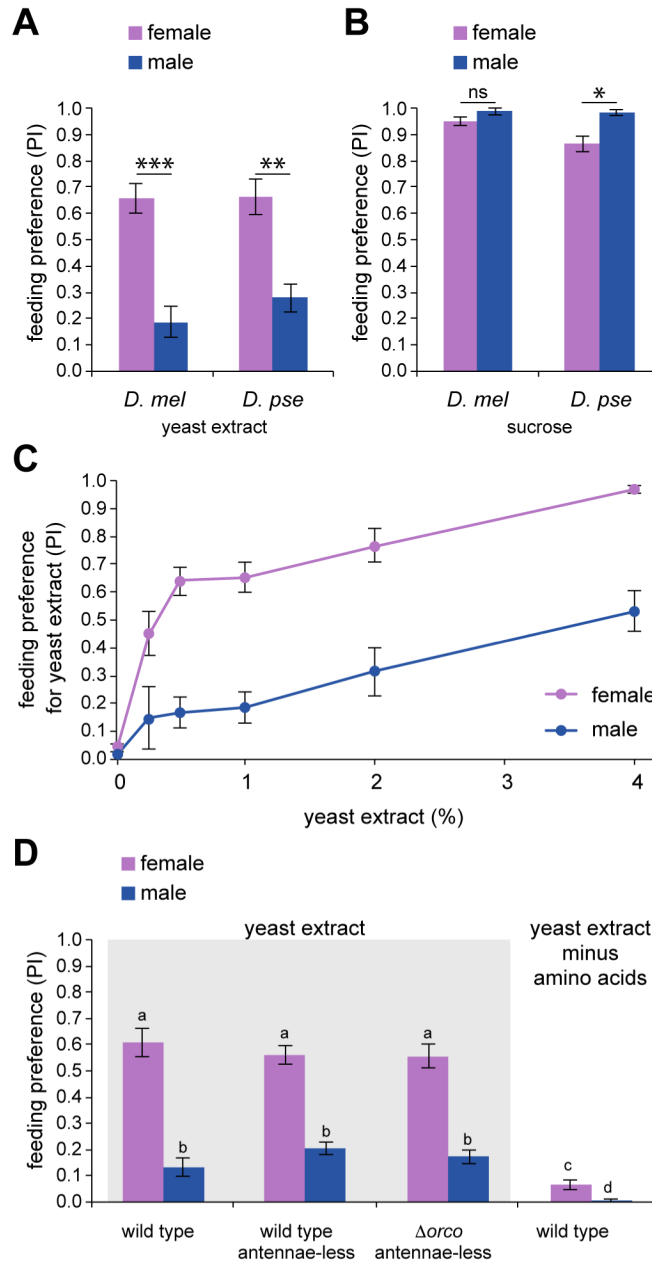 A
female
male
feeding preference (PI)
1.0
0.9
0.8
0.7
0.6
0.5
0.4
0.3
0.2
0.1
0.0
***
**
D. mel
D. pse
yeast extract
B
female
male
feeding preference (PI)
1.0
0.9
0.8
0.7
0.6
0.5
0.4
0.3
0.2
0.1
0.0
ns
*
D. mel
D. pse
sucrose
C
feeding preference
for yeast extract (PI)
1.0
0.9
0.8
0.7
0.6
0.5
0.4
0.3
0.2
0.1
0.0
female
male
0
1
2
3
4
yeast extract (%)
D
female
male
yeast extract
yeast extract
minus
amino acids
feeding preference (PI)
1.0
0.9
0.8
0.7
0.6
0.5
0.4
0.3
0.2
0.1
0.0
a
b
a
b
a
b
c
d
wild type
wild type
antennae-less
Δorco
antennae-less
wild type